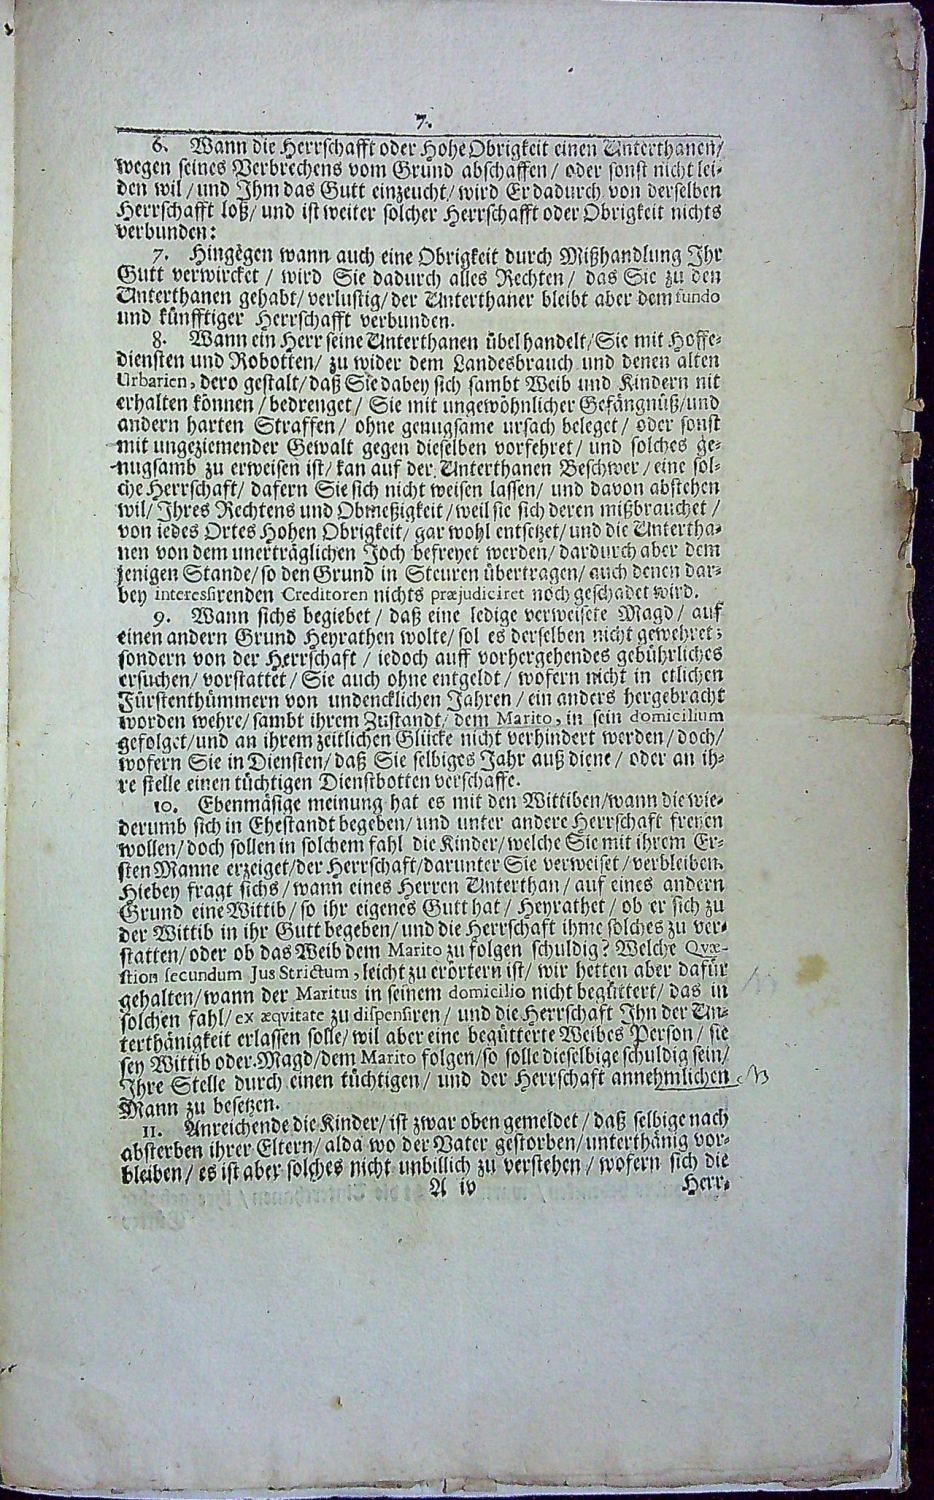 7.
6. Wann die Herrschafft oder Hohe Obrigkeit einen Unterthanen/
wegen seines Verbrechens vom Grund abschaffen/ oder sonst nicht lei-
den wil/ und Ihm das Gutt einzeucht/ wird Er dadurch von derselben
Herrschafft loß/ und ist weiter solcher Herrschafft oder Obrigkeit nichts
verbunden:
7. Hingegen wann auch eine Obrigkeit durch Mißhandlung Ihr
Gutt verwircket/ wird Sie dadurch alles Rechten/ das Sie zu den
Unterthanen gehabt/ verlustig/ der Unterthaner bleibt aber dem fundo
und künfftiger Herrschafft verbunden.
8. Wann ein Herr seine Unterthanen übel handelt/ Sie mit Hoffe-
diensten und Robotten/ zu wider dem Landesbrauch und denen alten
Urbarien, dero gestalt/ daß Sie dabey sich sambt Weib und Kindern nit
erhalten können/ bedrenget/ Sie mit ungewöhnlicher Gefängnüß/ und
andern harten Straffen/ ohne genugsame ursach beleget/ oder sonst
mit ungeziemender Gewalt gegen dieselben vorfehret/ und solches ge-
nugsamb zu erweisen ist/ kan auf der Unterthanen Beschwer/ eine sol-
che Herrschaft/ dafern Sie sich nicht weisen lassen/ und davon abstehen
wil/ Ihres Rechtens und Obmeßigkeit/ weil sie sich deren mißbrauchet/
von iedes Ortes Hohen Obrigkeit/ gar wohl entsetzet/ und die Untertha-
nen von dem unerträglichen Joch befreyet werden/ dardurch aber dem
jenigen Stande/ so den Grund in Steuren übertragen/ auch denen dar-
bey interessirenden Creditoren nichts præjudiciret noch geschadet wird.
9. Wann sichs begiebet/ daß eine ledige verweisete Magd/ auf
einen andern Grund Heyrathen wolte/ sol es derselben nicht gewehret;
sondern von der Herrschaft/ iedoch auff vorhergehendes gebührliches
ersuchen/ vorstattet/ Sie auch ohne entgeldt/ wofern nicht in etlichen
Fürstenthümmern von undencklichen Jahren/ ein anders hergebracht
worden wehre/ sambt ihrem Zustandt/ dem Marito, in sein domicilium
gefolget/ und an ihrem zeitlichen Glücke nicht verhindert werden/ doch/
wofern Sie in Diensten/ daß Sie selbiges Jahr auß diene/ oder an ih-
re stelle einen tüchtigen Dienstbotten verschaffe.
10. Ebenmäsige meinung hat es mit den Wittiben/ wann die wie-
derumb sich in Ehestandt begeben/ und unter andere Herrschaft freyen
wollen/ doch sollen in solchem fahl die Kinder/ welche Sie mit ihrem Er-
sten Manne erzeiget/ der Herrschaft/ darunter Sie verweiset/ verbleiben.
Hiebey fragt sichs/ wann eines Herren Unterthan/ auf eines andern
Grund eine Wittib/ so ihr eigenes Gutt hat/ Heyrathet/ ob er sich zu
der Wittib in ihr Gutt begeben/ und die Herrschaft ihme solches zu ver-
statten/ oder ob das Weib dem Marito zu folgen schuldig? Welche Quæ-
stion secundum Jus Strictum, leicht zu erörtern ist/ wir hetten aber dafür
gehalten/ wann der Maritus in seinem domicilio nicht begüttert/ das in
solchen fahl/ ex æqvitate zu dispensiren/ und die Herrschaft Ihn der Un-
terthänigkeit erlassen solle/ wil aber eine begütterte Weibes Person/ sie
sey Wittib oder Magd/ dem Marito folgen/ so solle dieselbige schuldig sein/
Ihre Stelle durch einen tüchtigen/ und der Herrschaft annehmlichen
Mann zu besetzen.
11. Anreichende die Kinder/ ist zwar oben gemeldet/ daß selbige nach
absterben ihrer Eltern/ alda wo der Vater gestorben/ unterthänig vor-
bleiben/ es ist aber solches nicht unbillich zu verstehen/ wofern sich die
A iv Herr-